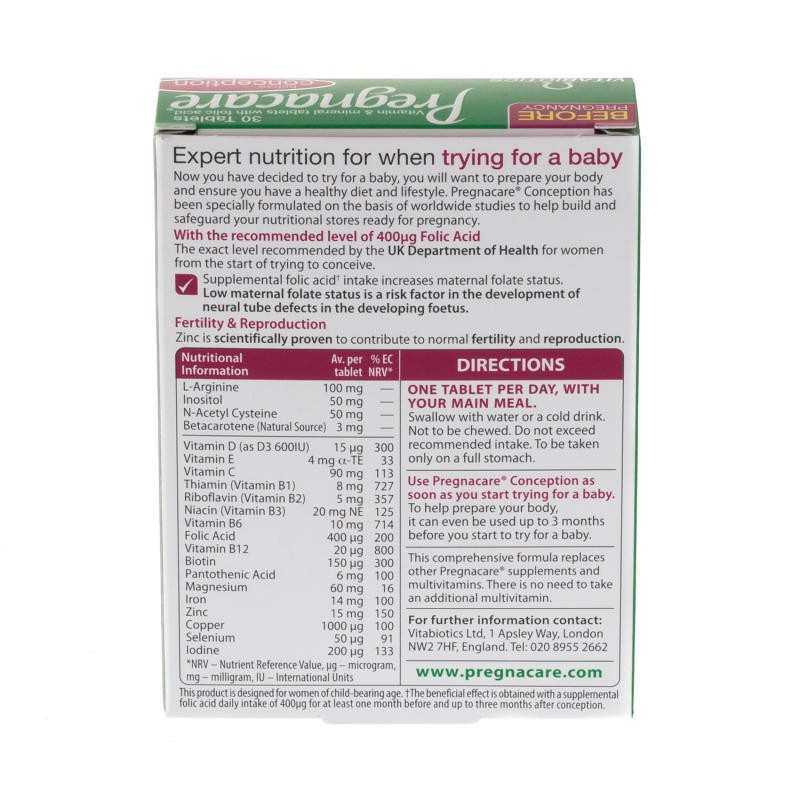 VITABIOTICS
BEFORE
PREGNANCY
Pregnacare
conception
Vitamin & mineral tablets with folic acid
30 Tablets
Expert nutrition for when trying for a baby
Now you have decided to try for a baby, you will want to prepare your body
and ensure you have a healthy diet and lifestyle. Pregnacare® Conception has
been specially formulated on the basis of worldwide studies to help build and
safeguard your nutritional stores ready for pregnancy.
With the recommended level of 400µg Folic Acid
The exact level recommended by the UK Department of Health for women
from the start of trying to conceive.
Supplemental folic acid† intake increases maternal folate status.
Low maternal folate status is a risk factor in the development of
neural tube defects in the developing foetus.
Fertility & Reproduction
Zinc is scientifically proven to contribute to normal fertility and reproduction.
Nutritional Av. per % EC
Information tablet NRV*
L-Arginine 100 mg —
Inositol 50 mg —
N-Acetyl Cysteine 50 mg —
Betacarotene (Natural Source) 3 mg —
Vitamin D (as D3 600IU) 15 µg 300
Vitamin E 4 mg α-TE 33
Vitamin C 90 mg 113
Thiamin (Vitamin B1) 8 mg 727
Riboflavin (Vitamin B2) 5 mg 357
Niacin (Vitamin B3) 20 mg NE 125
Vitamin B6 10 mg 714
Folic Acid 400 µg 200
Vitamin B12 20 µg 800
Biotin 150 µg 300
Pantothenic Acid 6 mg 100
Magnesium 60 mg 16
Iron 14 mg 100
Zinc 15 mg 150
Copper 1000 µg 100
Selenium 50 µg 91
Iodine 200 µg 133
*NRV – Nutrient Reference Value, µg – microgram,
mg – milligram, IU – International Units
DIRECTIONS
ONE TABLET PER DAY, WITH
YOUR MAIN MEAL.
Swallow with water or a cold drink.
Not to be chewed. Do not exceed
recommended intake. To be taken
only on a full stomach.
Use Pregnacare® Conception as
soon as you start trying for a baby.
To help prepare your body,
it can even be used up to 3 months
before you start to try for a baby.
This comprehensive formula replaces
other Pregnacare® supplements and
multivitamins. There is no need to take
an additional multivitamin.
For further information contact:
Vitabiotics Ltd, 1 Apsley Way, London
NW2 7HF, England. Tel: 020 8955 2662
www.pregnacare.com
This product is designed for women of child-bearing age. †The beneficial effect is obtained with a supplemental
folic acid daily intake of 400µg for at least one month before and up to three months after conception.